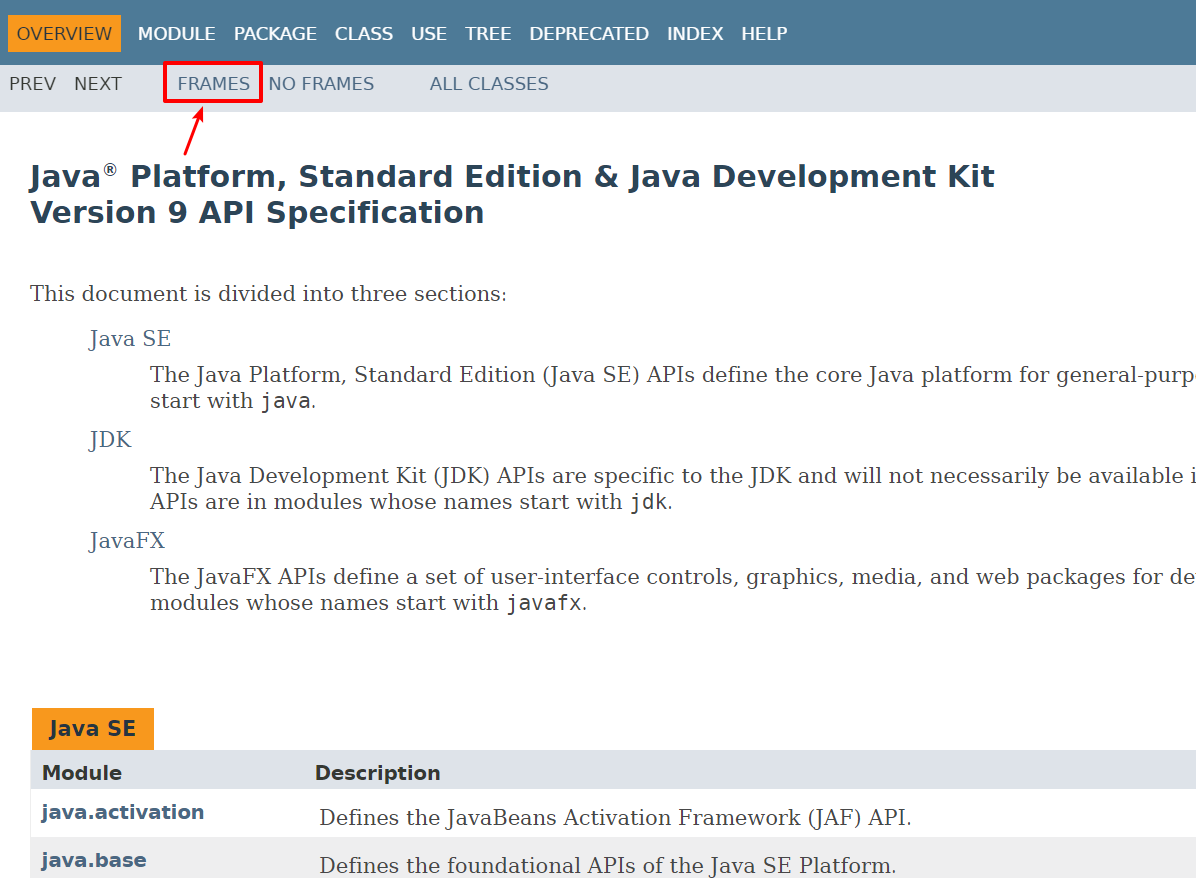 OVERVIEW MODULE PACKAGE CLASS USE TREE DEPRECATED INDEX HELP
PREV NEXT FRAMES NO FRAMES ALL CLASSES
Java® Platform, Standard Edition & Java Development Kit
Version 9 API Specification
This document is divided into three sections:
Java SE
The Java Platform, Standard Edition (Java SE) APIs define the core Java platform for general-purp
start with java.
JDK
The Java Development Kit (JDK) APIs are specific to the JDK and will not necessarily be available i
APIs are in modules whose names start with jdk.
JavaFX
The JavaFX APIs define a set of user-interface controls, graphics, media, and web packages for de
modules whose names start with javafx.
Java SE
Module Description
java.activation Defines the JavaBeans Activation Framework (JAF) API.
java.base Defines the foundational APIs of the Java SE Platform.